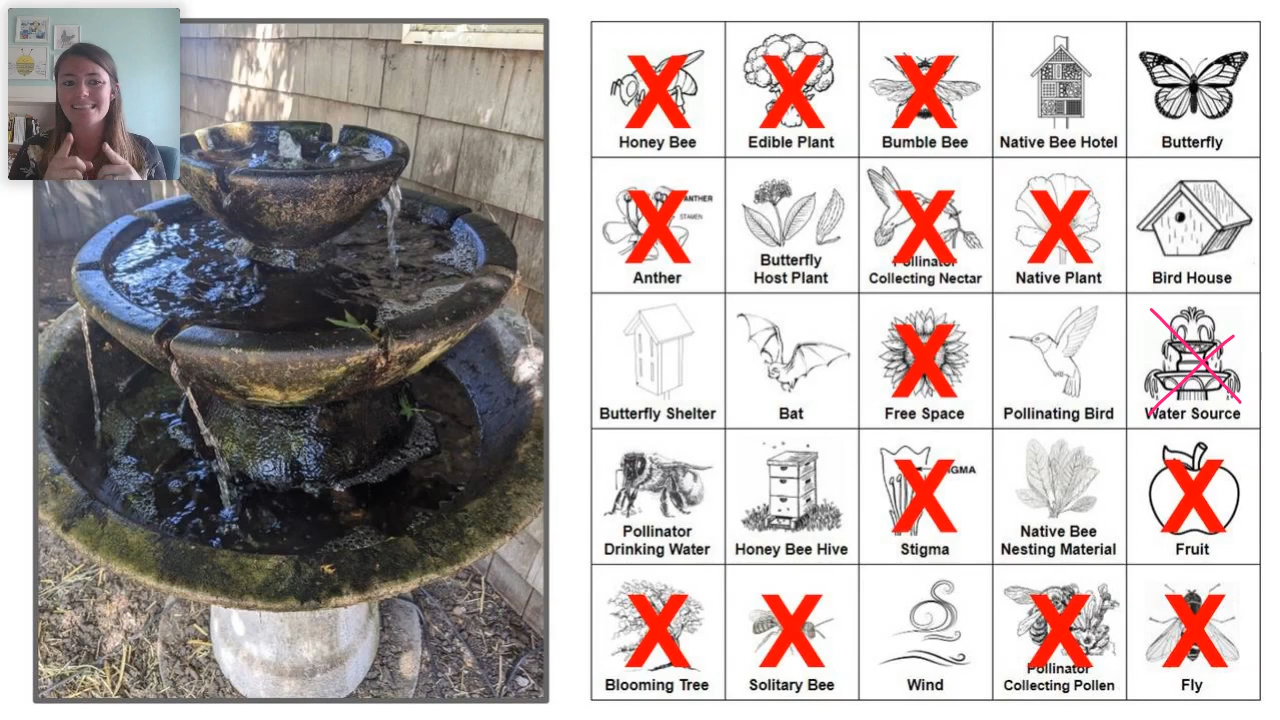 Honey Bee
Edible Plant
Bumble Bee
Native Bee Hotel
Butterfly
ANTHER
STAMEN
Anther
Butterfly
Host Plant
Pollinator
Collecting Nectar
Native Plant
Bird House
Butterfly Shelter
Bat
Free Space
Pollinating Bird
Water Source
Pollinator
Drinking Water
Honey Bee Hive
IGMA
Stigma
Native Bee
Nesting Material
Fruit
Blooming Tree
Solitary Bee
Wind
Pollinator
Collecting Pollen
Fly